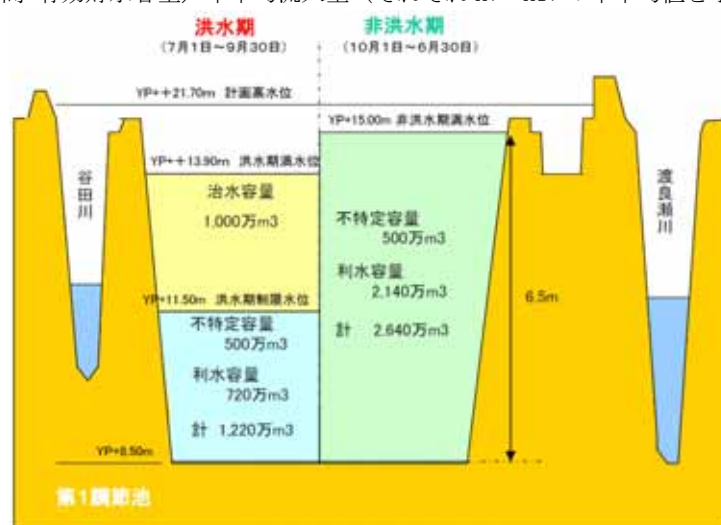 洪水期
（7月1日～9月30日）
非洪水期
（10月1日～6月30日）
YP++21.70m 計画高水位
YP+15.00m 非洪水期満水位
YP++13.90m 洪水期満水位
谷田川
渡良瀬川
治水容量
1,000万m3
不特定容量
500万m3
利水容量
2,140万m3
計 2,640万m3
6.5m
YP+11.50m 洪水期制限水位
不特定容量
500万m3
利水容量
720万m3
計 1,220万m3
YP+8.50m
第1調節池